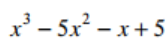 x³ − 5x² − x + 5